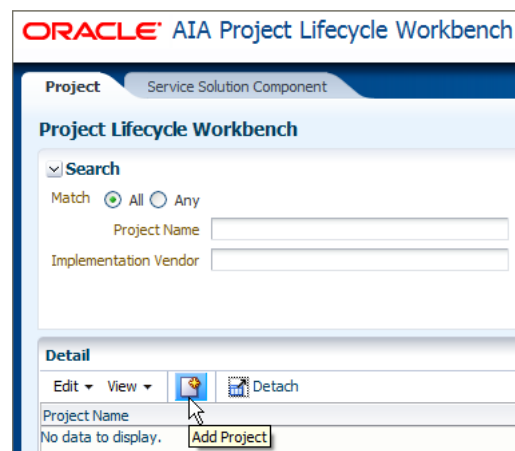 ORACLE AIA Project Lifecycle Workbench
Project Service Solution Component
Project Lifecycle Workbench
Search
Match All Any
Project Name
Implementation Vendor
Detail
Edit View Detach
Project Name
No data to display. Add Project